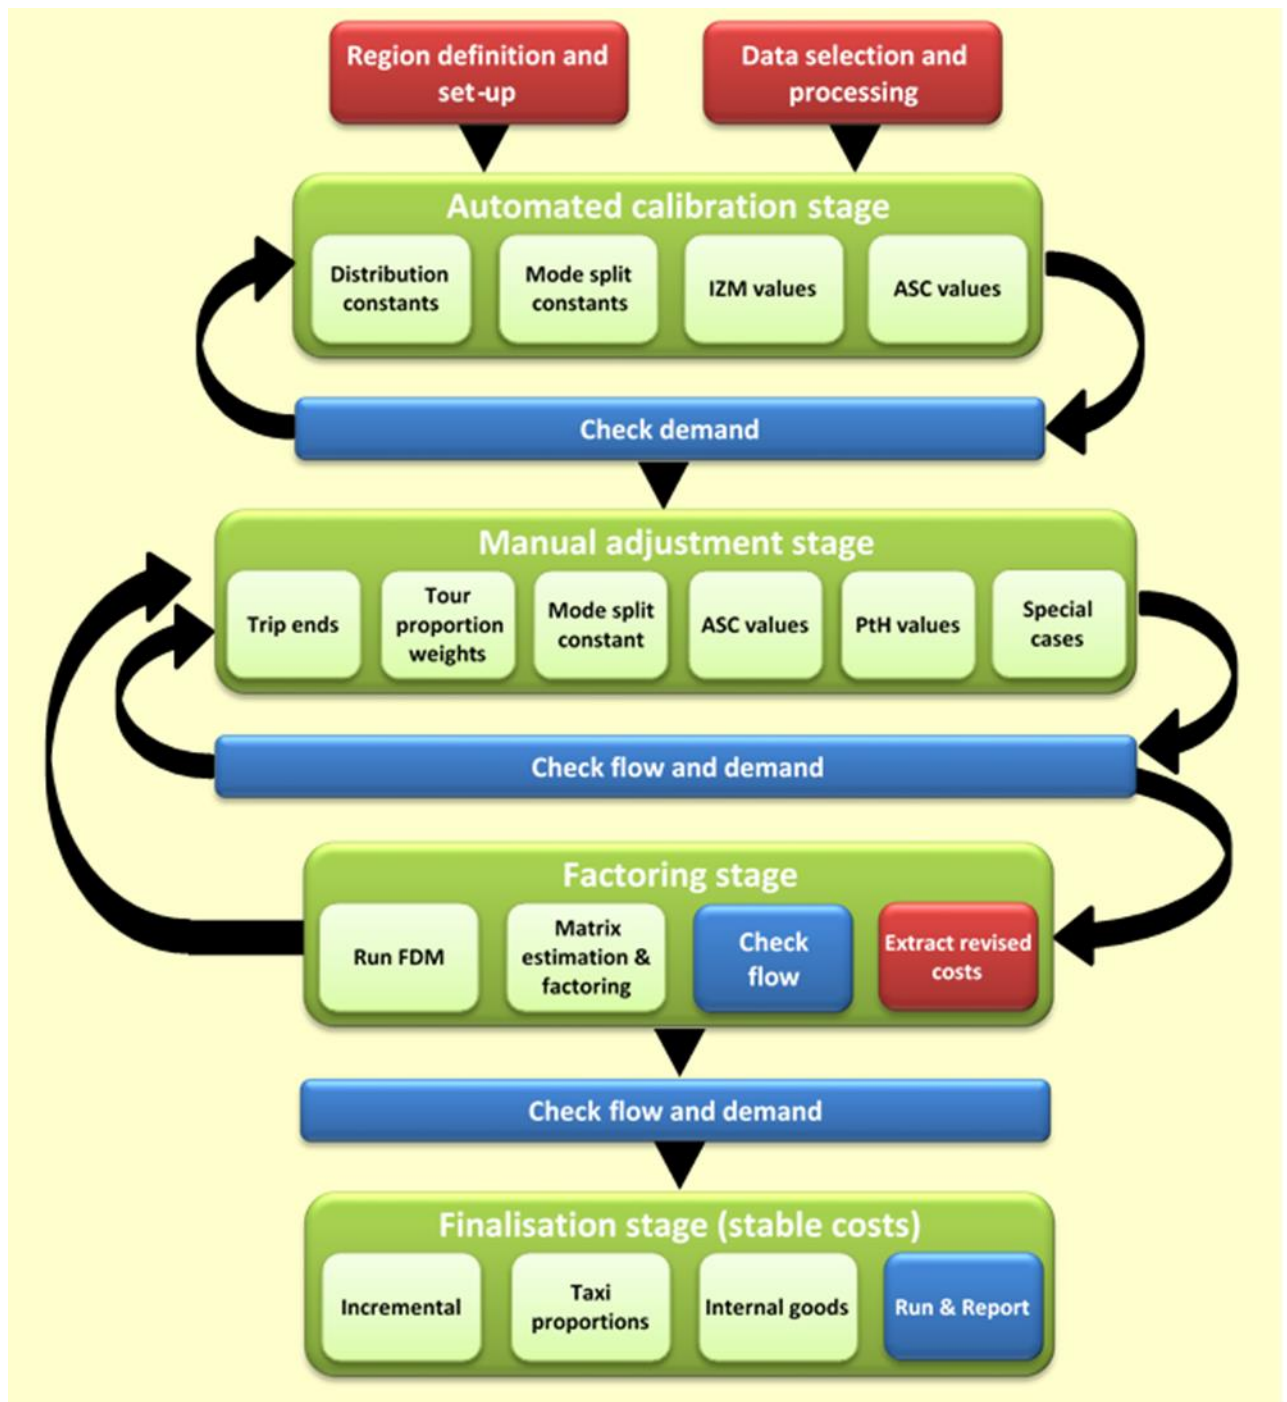 Region definition and
set-up
Data selection and
processing
Automated calibration stage
Distribution
constants
Mode split
constants
IZM values
ASC values
Check demand
Manual adjustment stage
Trip ends
Tour
proportion
weights
Mode split
constant
ASC values
PtH values
Special
cases
Check flow and demand
Factoring stage
Run FDM
Matrix
estimation &
factoring
Check
flow
Extract revised
costs
Check flow and demand
Finalisation stage (stable costs)
Incremental
Taxi
proportions
Internal goods
Run & Report